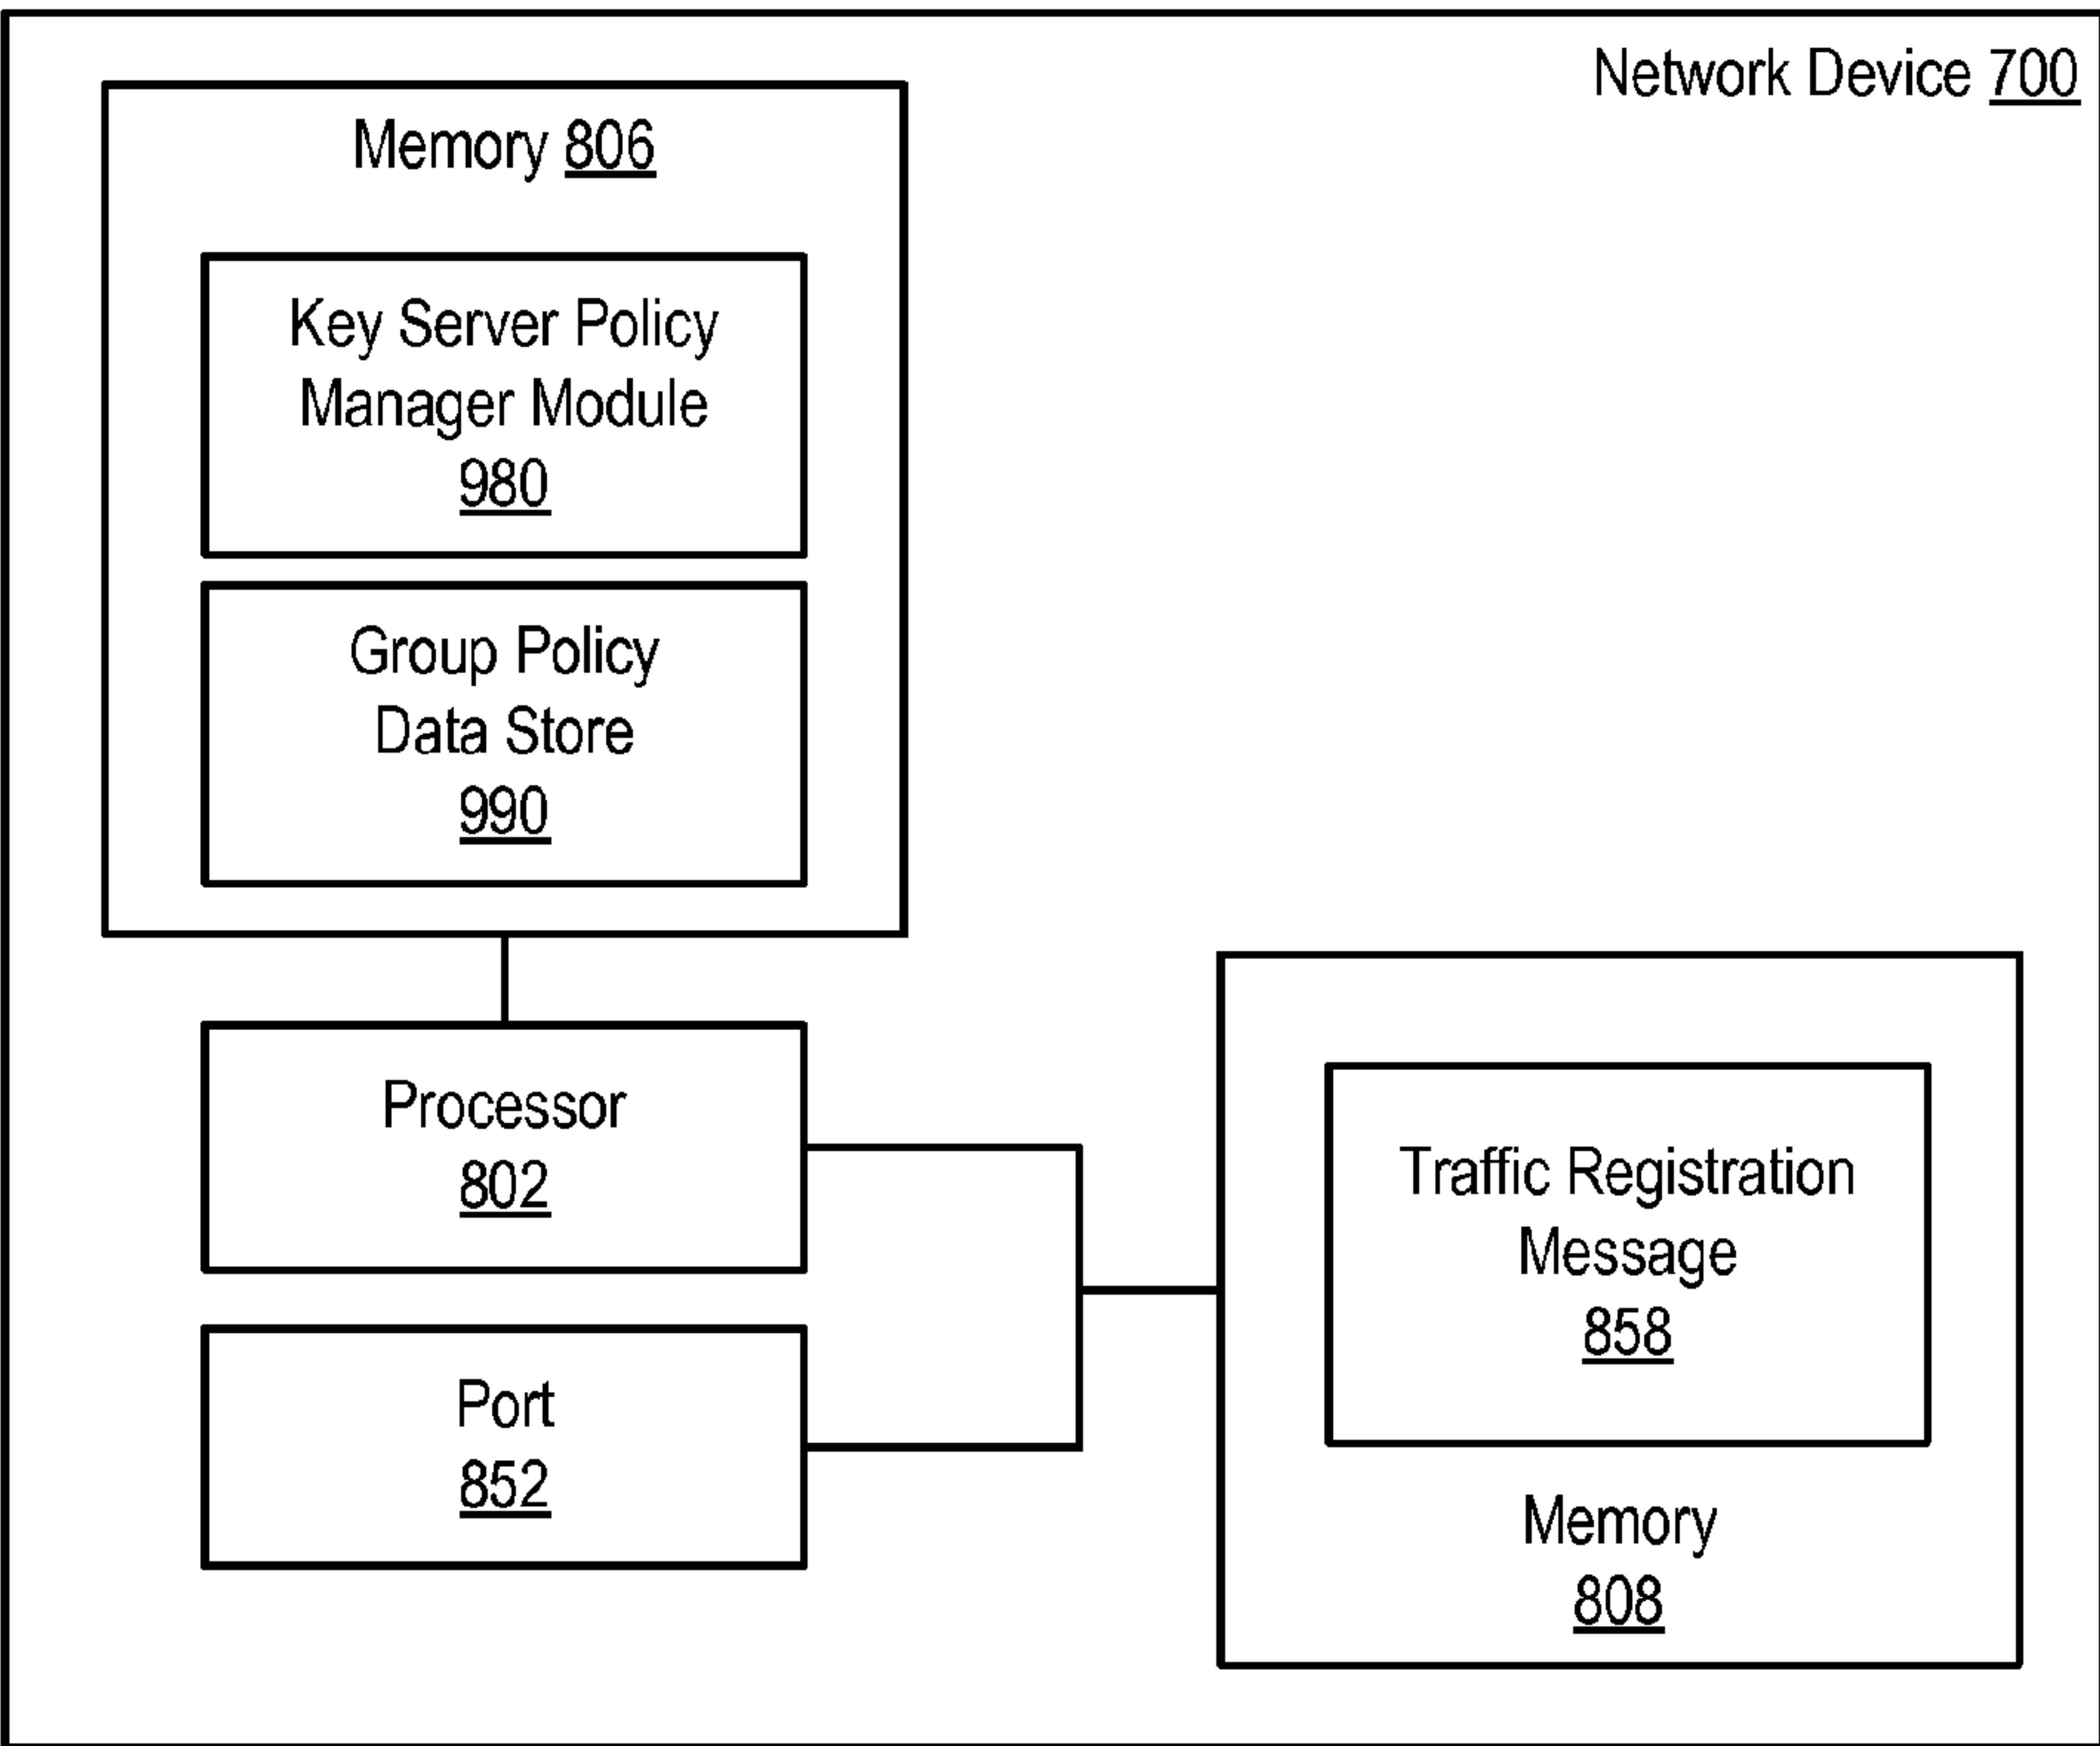 Network Device 700
Memory 806
Key Server Policy
Manager Module
980
Group Policy
Data Store
990
Processor
802
Port
852
Traffic Registration
Message
858
Memory
808